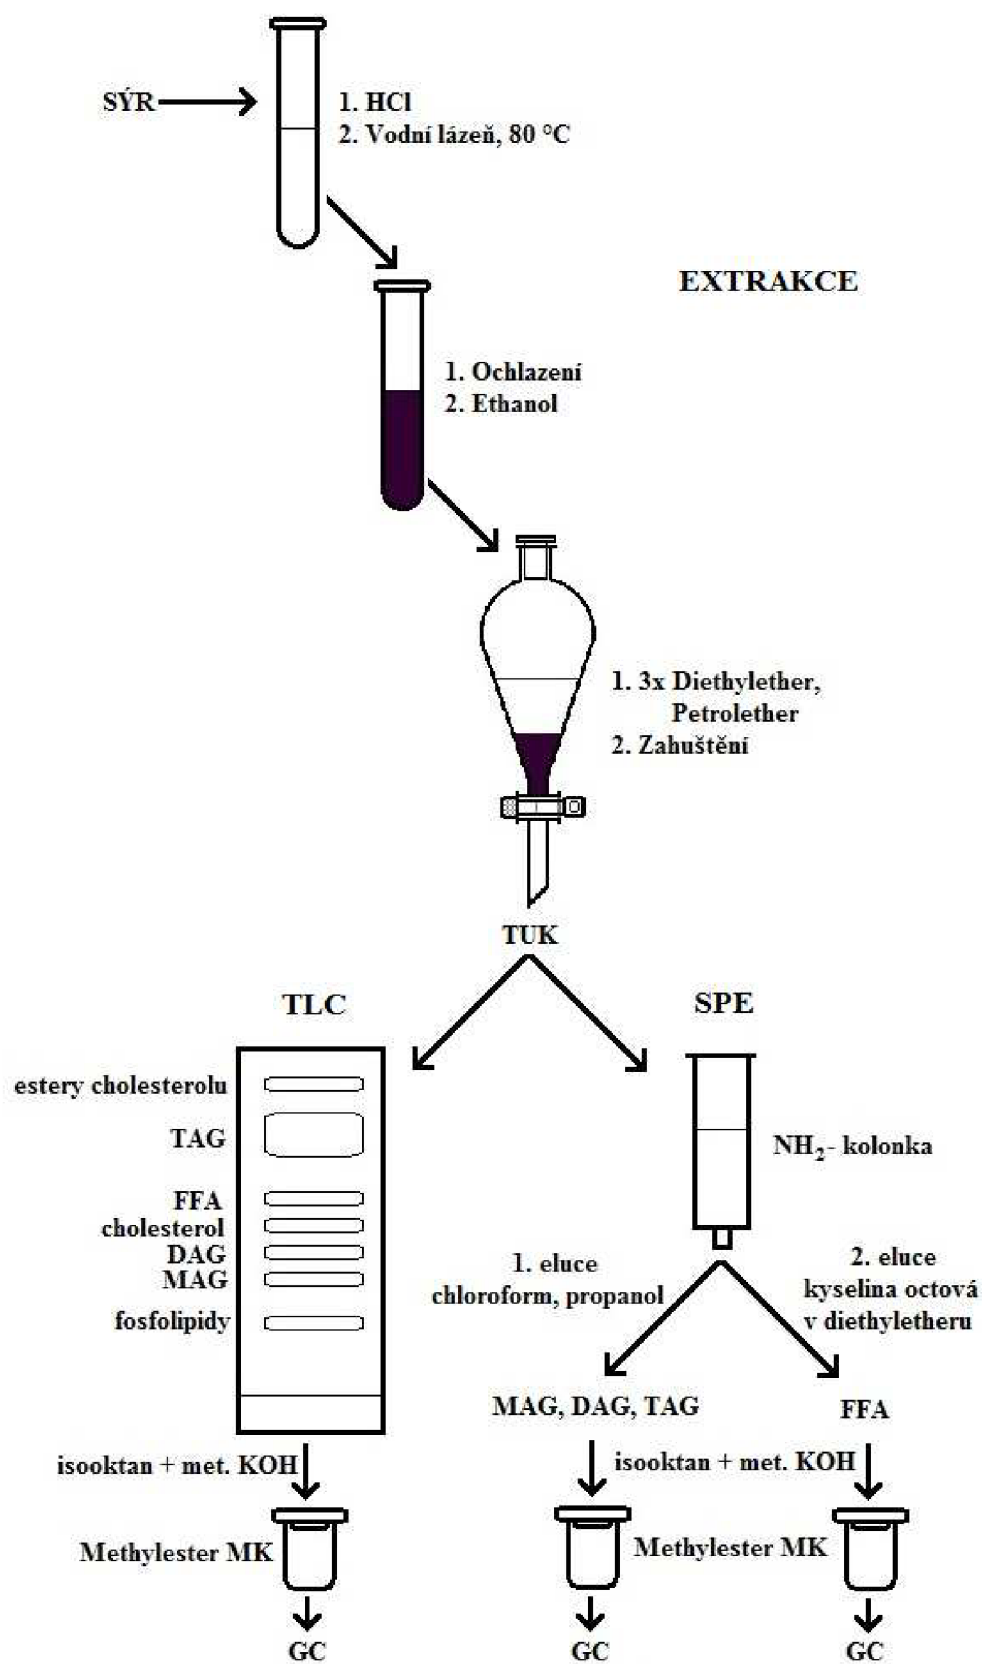 SÝR
1. HCl
2. Vodní lázeň, 80 °C
EXTRAKCE
1. Ochlazení
2. Ethanol
1. 3x Diethylether,
Petrolether
2. Zahuštění
TUK
TLC
SPE
estery cholesterolu
TAG
FFA
cholesterol
DAG
MAG
fosfolipidy
NH₂- kolonka
1. eluce
chloroform, propanol
2. eluce
kyselina octová
v diethyletheru
MAG, DAG, TAG
FFA
isooktan + met. KOH
isooktan + met. KOH
Methylester MK
Methylester MK
GC
GC
GC